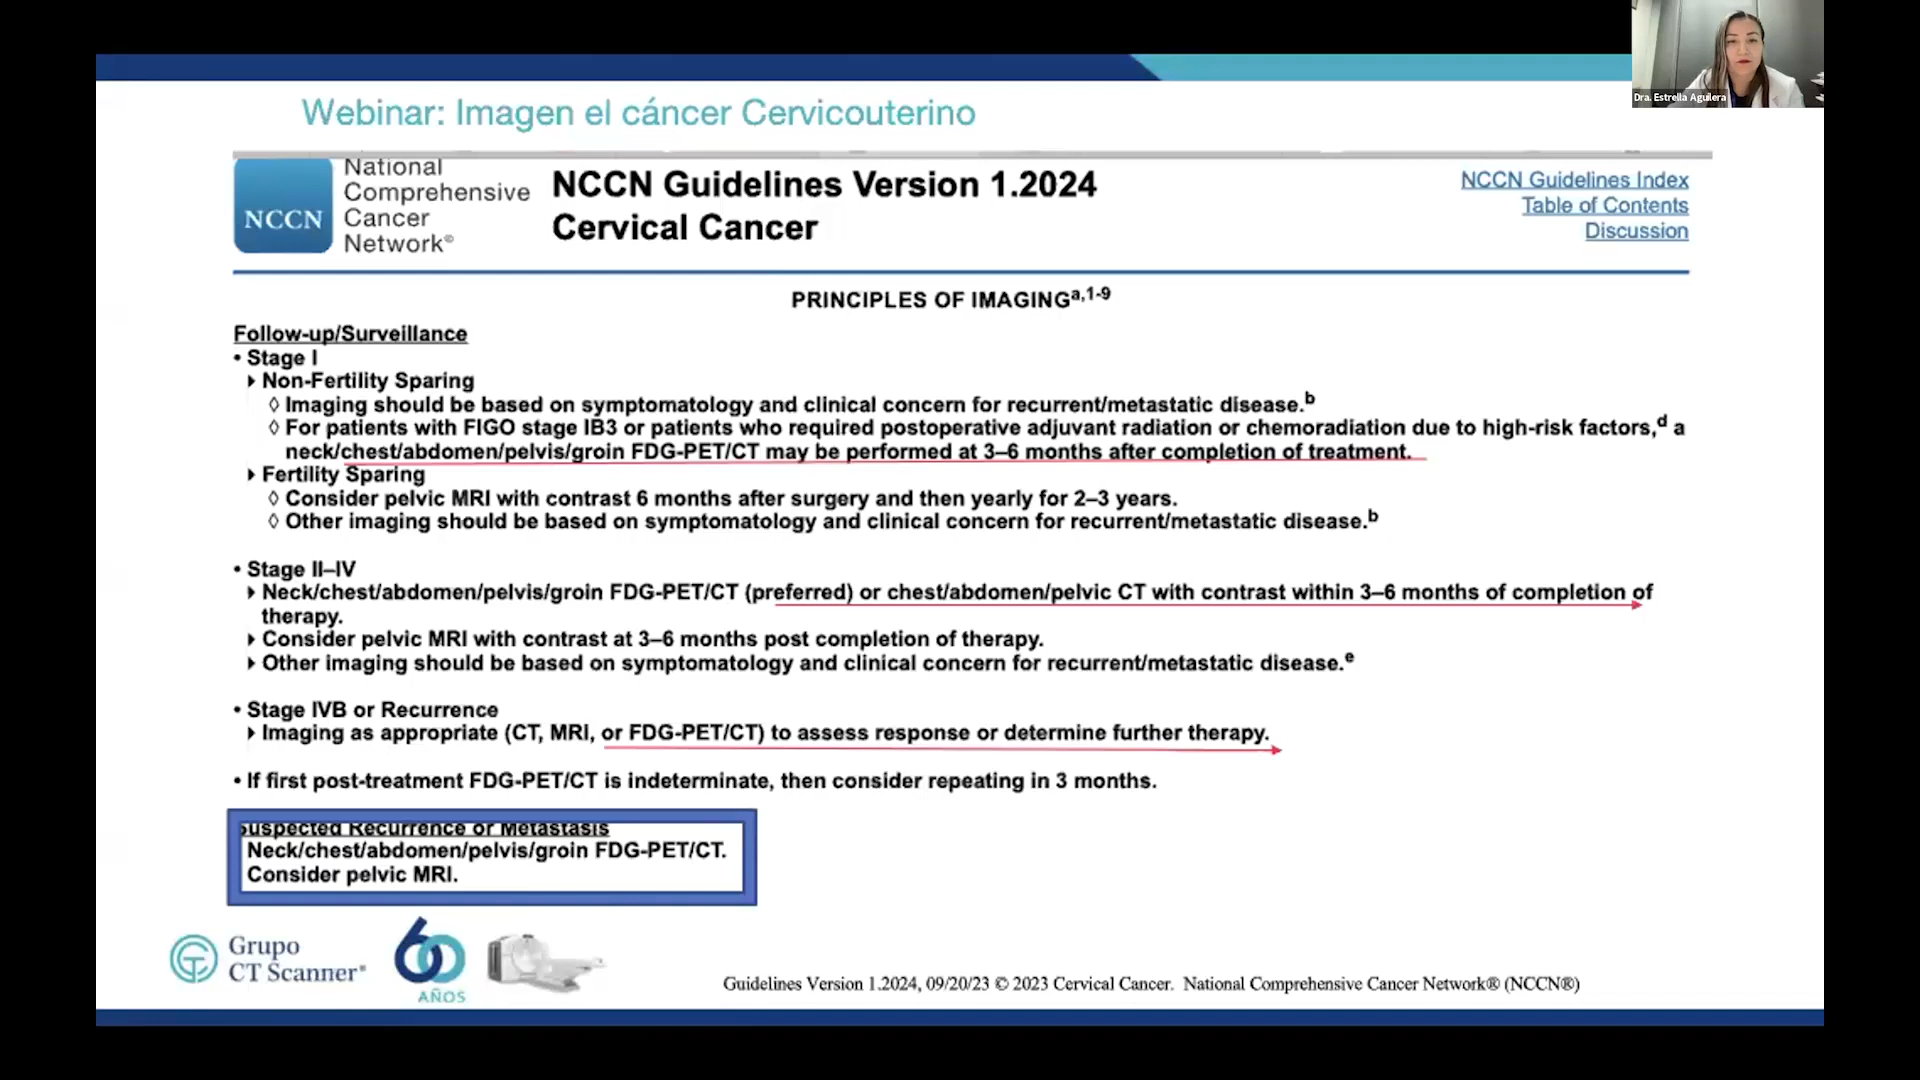 Dra. Estrella Aguilera
Webinar: Imagen el cáncer Cervicouterino
NCCN
National
Comprehensive
Cancer
Network®
NCCN Guidelines Version 1.2024
Cervical Cancer
NCCN Guidelines Index
Table of Contents
Discussion
PRINCIPLES OF IMAGINGa,1-9
Follow-up/Surveillance
• Stage I
▸ Non-Fertility Sparing
◊ Imaging should be based on symptomatology and clinical concern for recurrent/metastatic disease.b
◊ For patients with FIGO stage IB3 or patients who required postoperative adjuvant radiation or chemoradiation due to high-risk factors,d a
neck/chest/abdomen/pelvis/groin FDG-PET/CT may be performed at 3–6 months after completion of treatment.
▸ Fertility Sparing
◊ Consider pelvic MRI with contrast 6 months after surgery and then yearly for 2–3 years.
◊ Other imaging should be based on symptomatology and clinical concern for recurrent/metastatic disease.b
• Stage II–IV
▸ Neck/chest/abdomen/pelvis/groin FDG-PET/CT (preferred) or chest/abdomen/pelvic CT with contrast within 3–6 months of completion of
therapy.
▸ Consider pelvic MRI with contrast at 3–6 months post completion of therapy.
▸ Other imaging should be based on symptomatology and clinical concern for recurrent/metastatic disease.e
• Stage IVB or Recurrence
▸ Imaging as appropriate (CT, MRI, or FDG-PET/CT) to assess response or determine further therapy.
• If first post-treatment FDG-PET/CT is indeterminate, then consider repeating in 3 months.
Suspected Recurrence or Metastasis
Neck/chest/abdomen/pelvis/groin FDG-PET/CT.
Consider pelvic MRI.
Grupo
CT Scanner®
60
AÑOS
Guidelines Version 1.2024, 09/20/23 © 2023 Cervical Cancer. National Comprehensive Cancer Network® (NCCN®)